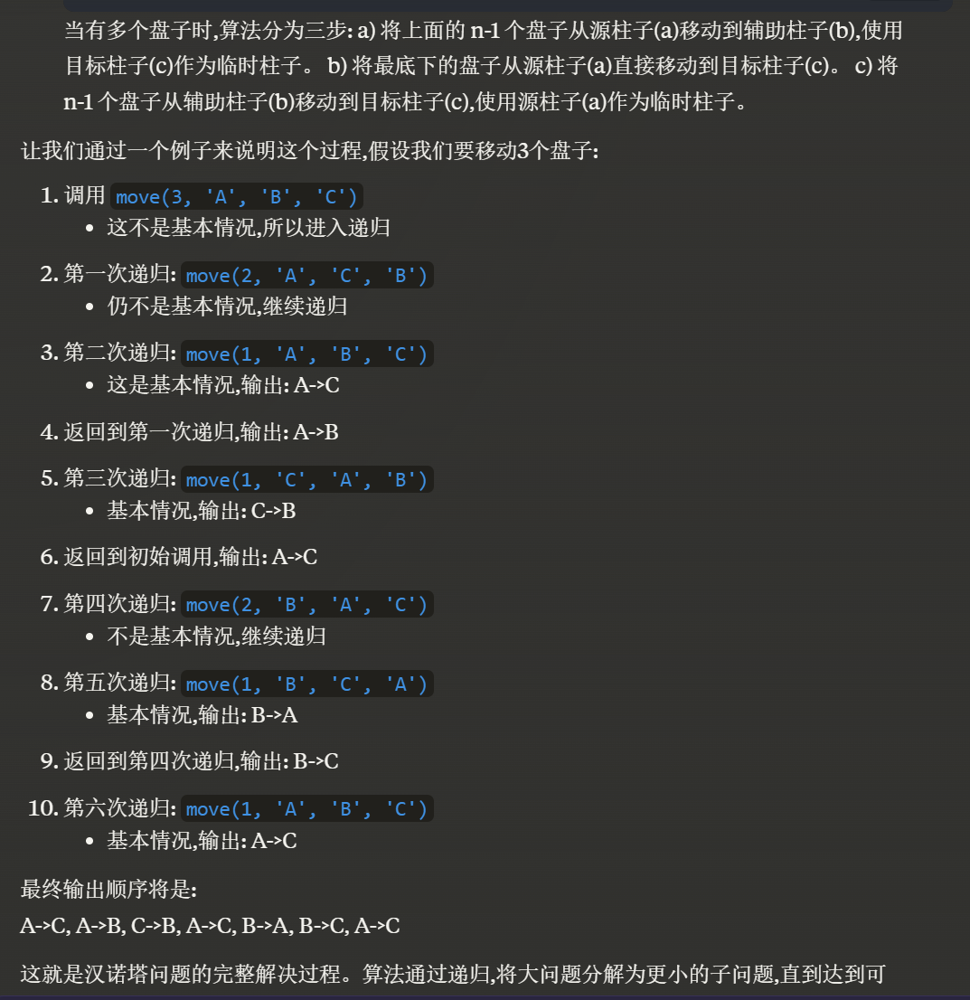 当有多个盘子时,算法分为三步: a) 将上面的 n-1 个盘子从源柱子(a)移动到辅助柱子(b),使用
目标柱子(c)作为临时柱子。 b) 将最底下的盘子从源柱子(a)直接移动到目标柱子(c)。 c) 将
n-1 个盘子从辅助柱子(b)移动到目标柱子(c),使用源柱子(a)作为临时柱子。
让我们通过一个例子来说明这个过程,假设我们要移动3个盘子:
1. 调用 move(3, 'A', 'B', 'C')
• 这不是基本情况,所以进入递归
2. 第一次递归: move(2, 'A', 'C', 'B')
• 仍不是基本情况,继续递归
3. 第二次递归: move(1, 'A', 'B', 'C')
• 这是基本情况,输出: A->C
4. 返回到第一次递归,输出: A->B
5. 第三次递归: move(1, 'C', 'A', 'B')
• 基本情况,输出: C->B
6. 返回到初始调用,输出: A->C
7. 第四次递归: move(2, 'B', 'A', 'C')
• 不是基本情况,继续递归
8. 第五次递归: move(1, 'B', 'C', 'A')
• 基本情况,输出: B->A
9. 返回到第四次递归,输出: B->C
10. 第六次递归: move(1, 'A', 'B', 'C')
• 基本情况,输出: A->C
最终输出顺序将是:
A->C, A->B, C->B, A->C, B->A, B->C, A->C
这就是汉诺塔问题的完整解决过程。算法通过递归,将大问题分解为更小的子问题,直到达到可